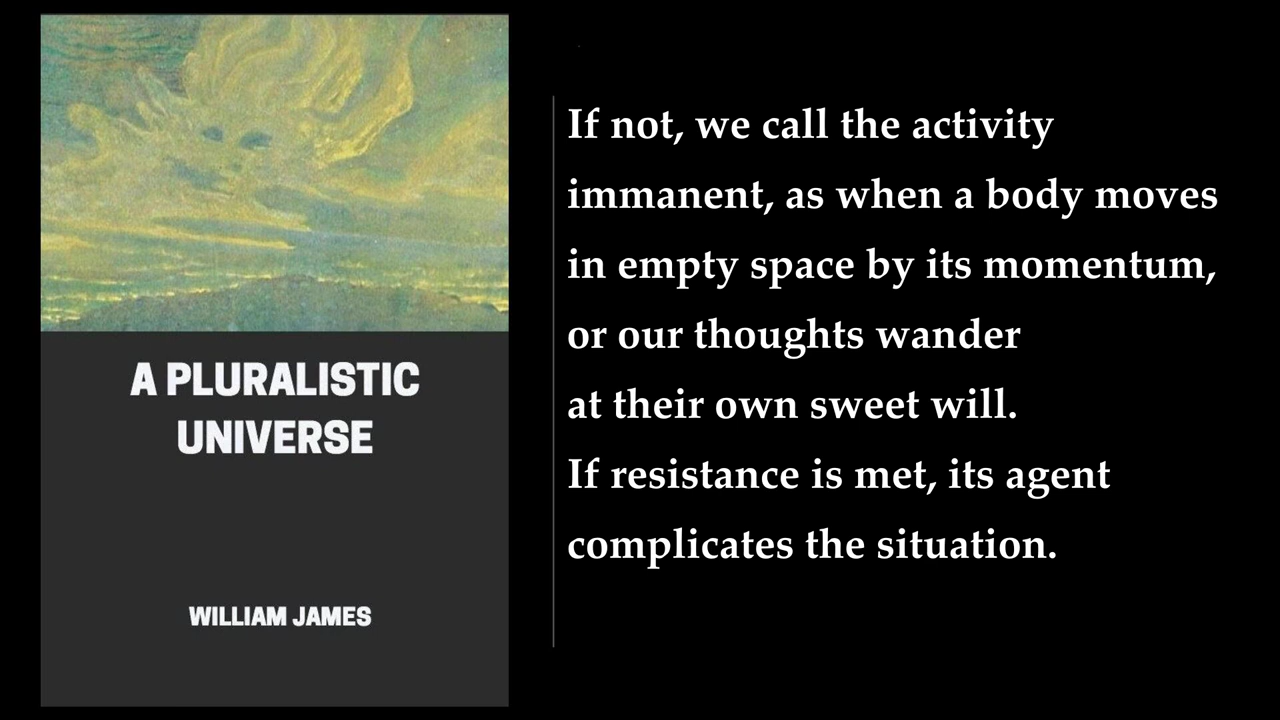 A PLURALISTIC
UNIVERSE
WILLIAM JAMES
If not, we call the activity
immanent, as when a body moves
in empty space by its momentum,
or our thoughts wander
at their own sweet will.
If resistance is met, its agent
complicates the situation.